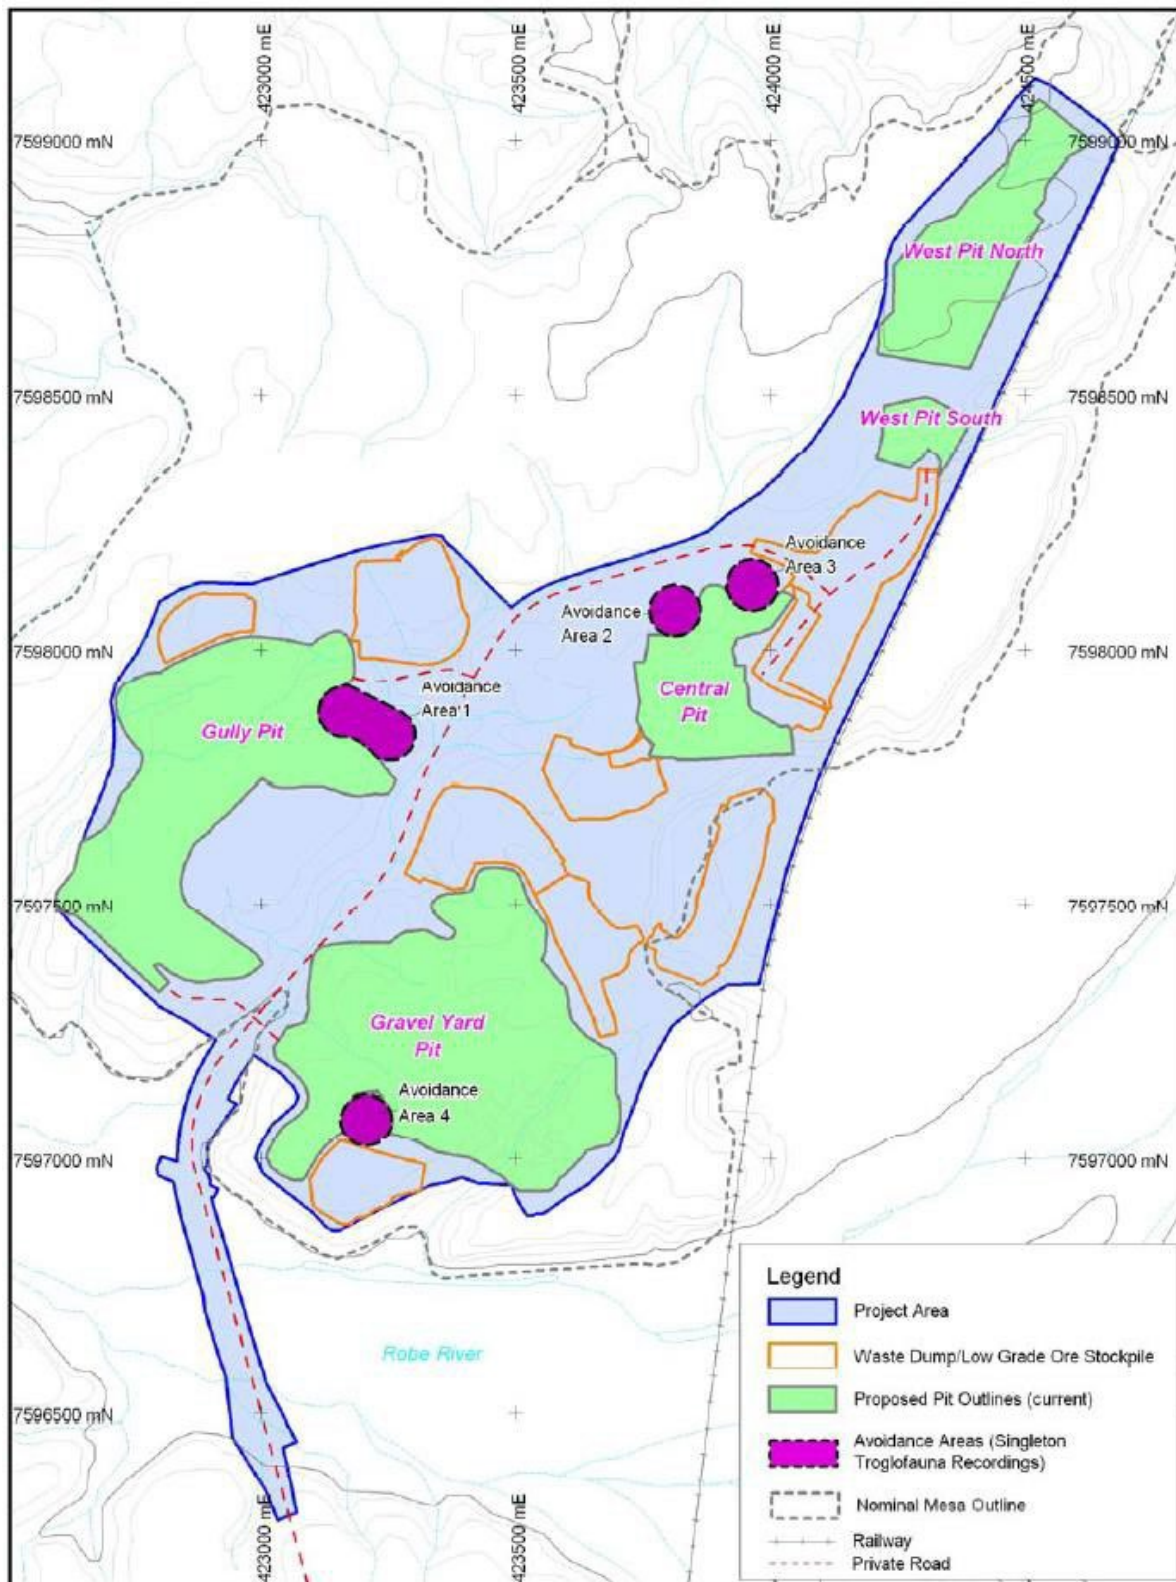 423000 mE
423500 mE
424000 mE
424500 mE
7599000 mN
7599000 mN
West Pit North
7598500 mN
7598500 mN
West Pit South
Avoidance
Area 3
Avoidance
Area 2
7598000 mN
7598000 mN
Avoidance
Area 1
Central
Pit
Gully Pit
7597500 mN
7597500 mN
Gravel Yard
Pit
Avoidance
Area 4
7597000 mN
7597000 mN
Robe River
7596500 mN
423000 mE
423500 mE
Legend
Project Area
Waste Dump/Low Grade Ore Stockpile
Proposed Pit Outlines (current)
Avoidance Areas (Singleton
Troglofauna Recordings)
Nominal Mesa Outline
Railway
Private Road